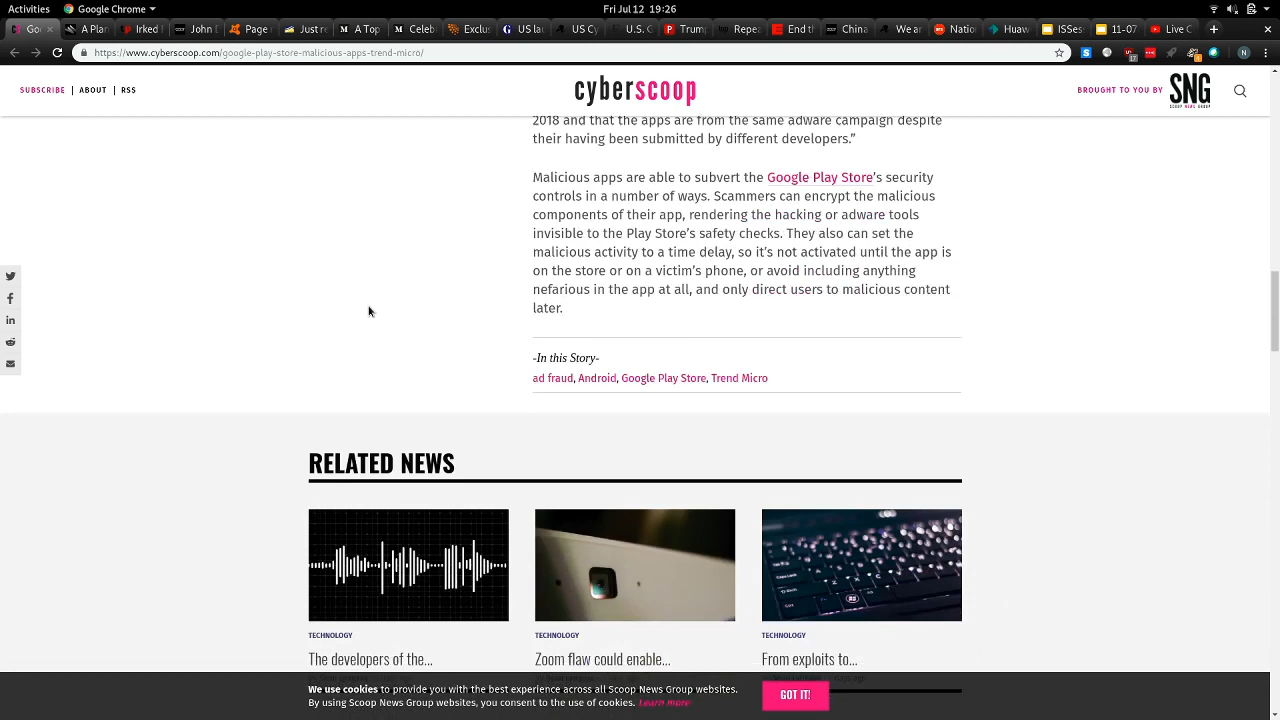 Activities Google Chrome Fri Jul 12 19:26
Go A Plan Irked John D Page Just r A Top Celeb Exclus US lau US Cy U.S. G Trump Repe End th China We ar Nation Huaw ISSes 11-07 Live C
https://www.cyberscoop.com/google-play-store-malicious-apps-trend-micro/
SUBSCRIBE | ABOUT | RSS
cyberscoop
BROUGHT TO YOU BY SNG
SCOOP NEWS GROUP
2018 and that the apps are from the same adware campaign despite
their having been submitted by different developers.”
Malicious apps are able to subvert the Google Play Store’s security
controls in a number of ways. Scammers can encrypt the malicious
components of their app, rendering the hacking or adware tools
invisible to the Play Store’s safety checks. They also can set the
malicious activity to a time delay, so it’s not activated until the app is
on the store or on a victim’s phone, or avoid including anything
nefarious in the app at all, and only direct users to malicious content
later.
-In this Story-
ad fraud, Android, Google Play Store, Trend Micro
RELATED NEWS
TECHNOLOGY
The developers of the...
TECHNOLOGY
Zoom flaw could enable...
TECHNOLOGY
From exploits to...
We use cookies to provide you with the best experience across all Scoop News Group websites.
By using Scoop News Group websites, you consent to the use of cookies. Learn more
GOT IT!